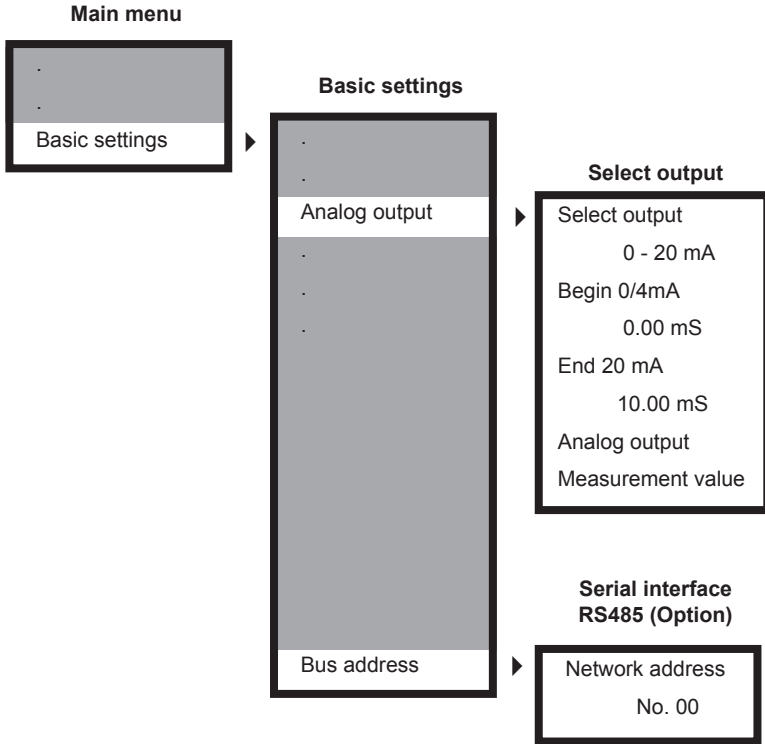 Main menu
.
.
Basic settings
Basic settings
.
.
Analog output
.
.
.
Bus address
Select output
Select output
0 - 20 mA
Begin 0/4mA
0.00 mS
End 20 mA
10.00 mS
Analog output
Measurement value
Serial interface
RS485 (Option)
Network address
No. 00